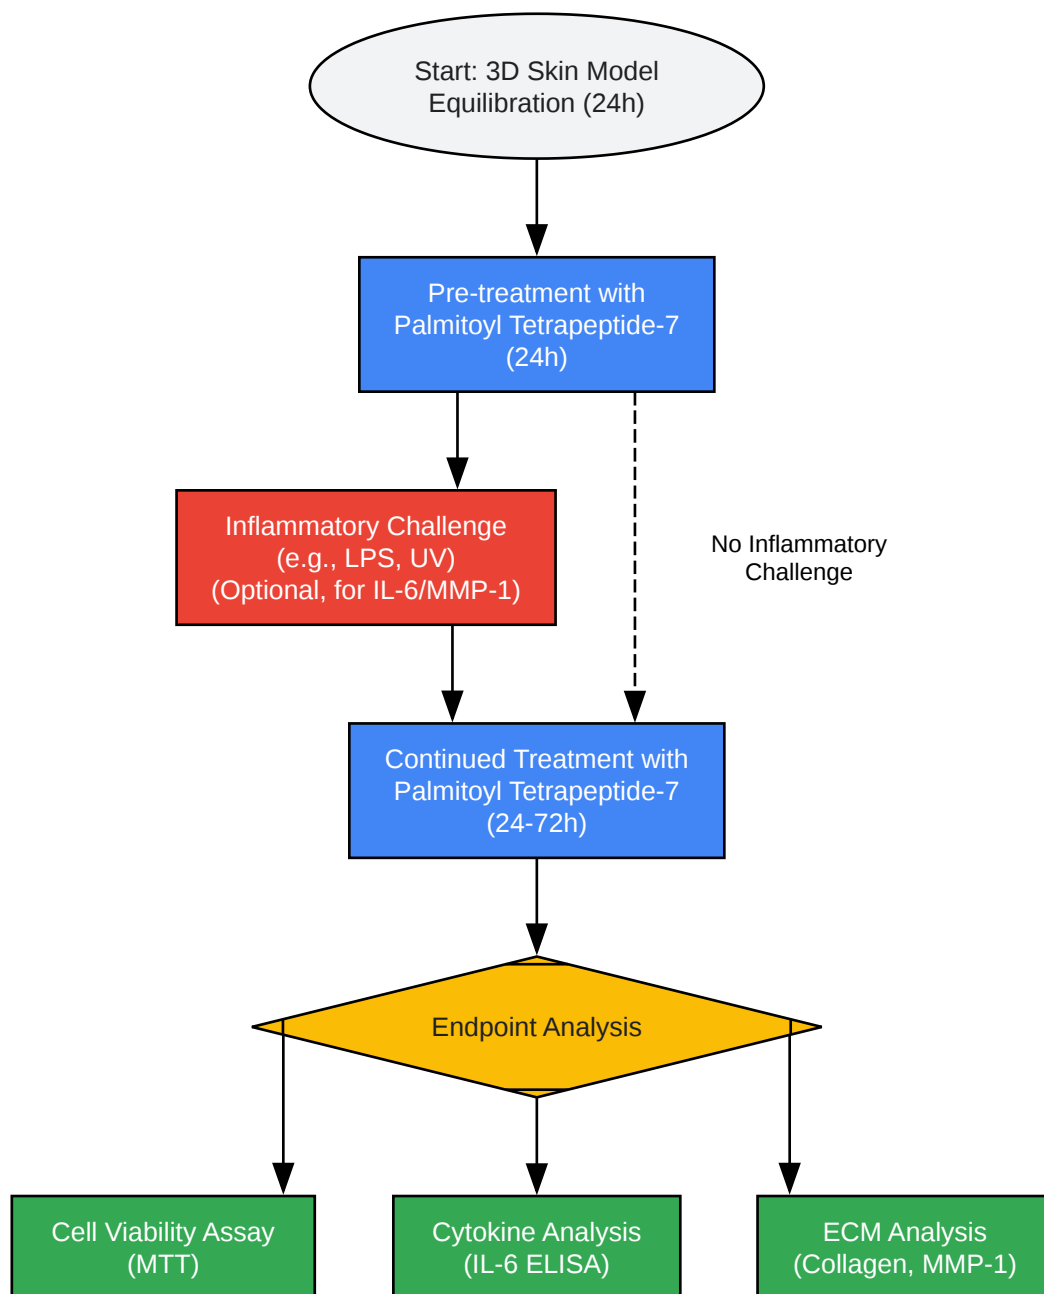 Start: 3D Skin Model
Equilibration (24h)
Pre-treatment with
Palmitoyl Tetrapeptide-7
(24h)
Inflammatory Challenge
(e.g., LPS, UV)
(Optional, for IL-6/MMP-1)
No Inflammatory
Challenge
Continued Treatment with
Palmitoyl Tetrapeptide-7
(24-72h)
Endpoint Analysis
Cell Viability Assay
(MTT)
Cytokine Analysis
(IL-6 ELISA)
ECM Analysis
(Collagen, MMP-1)